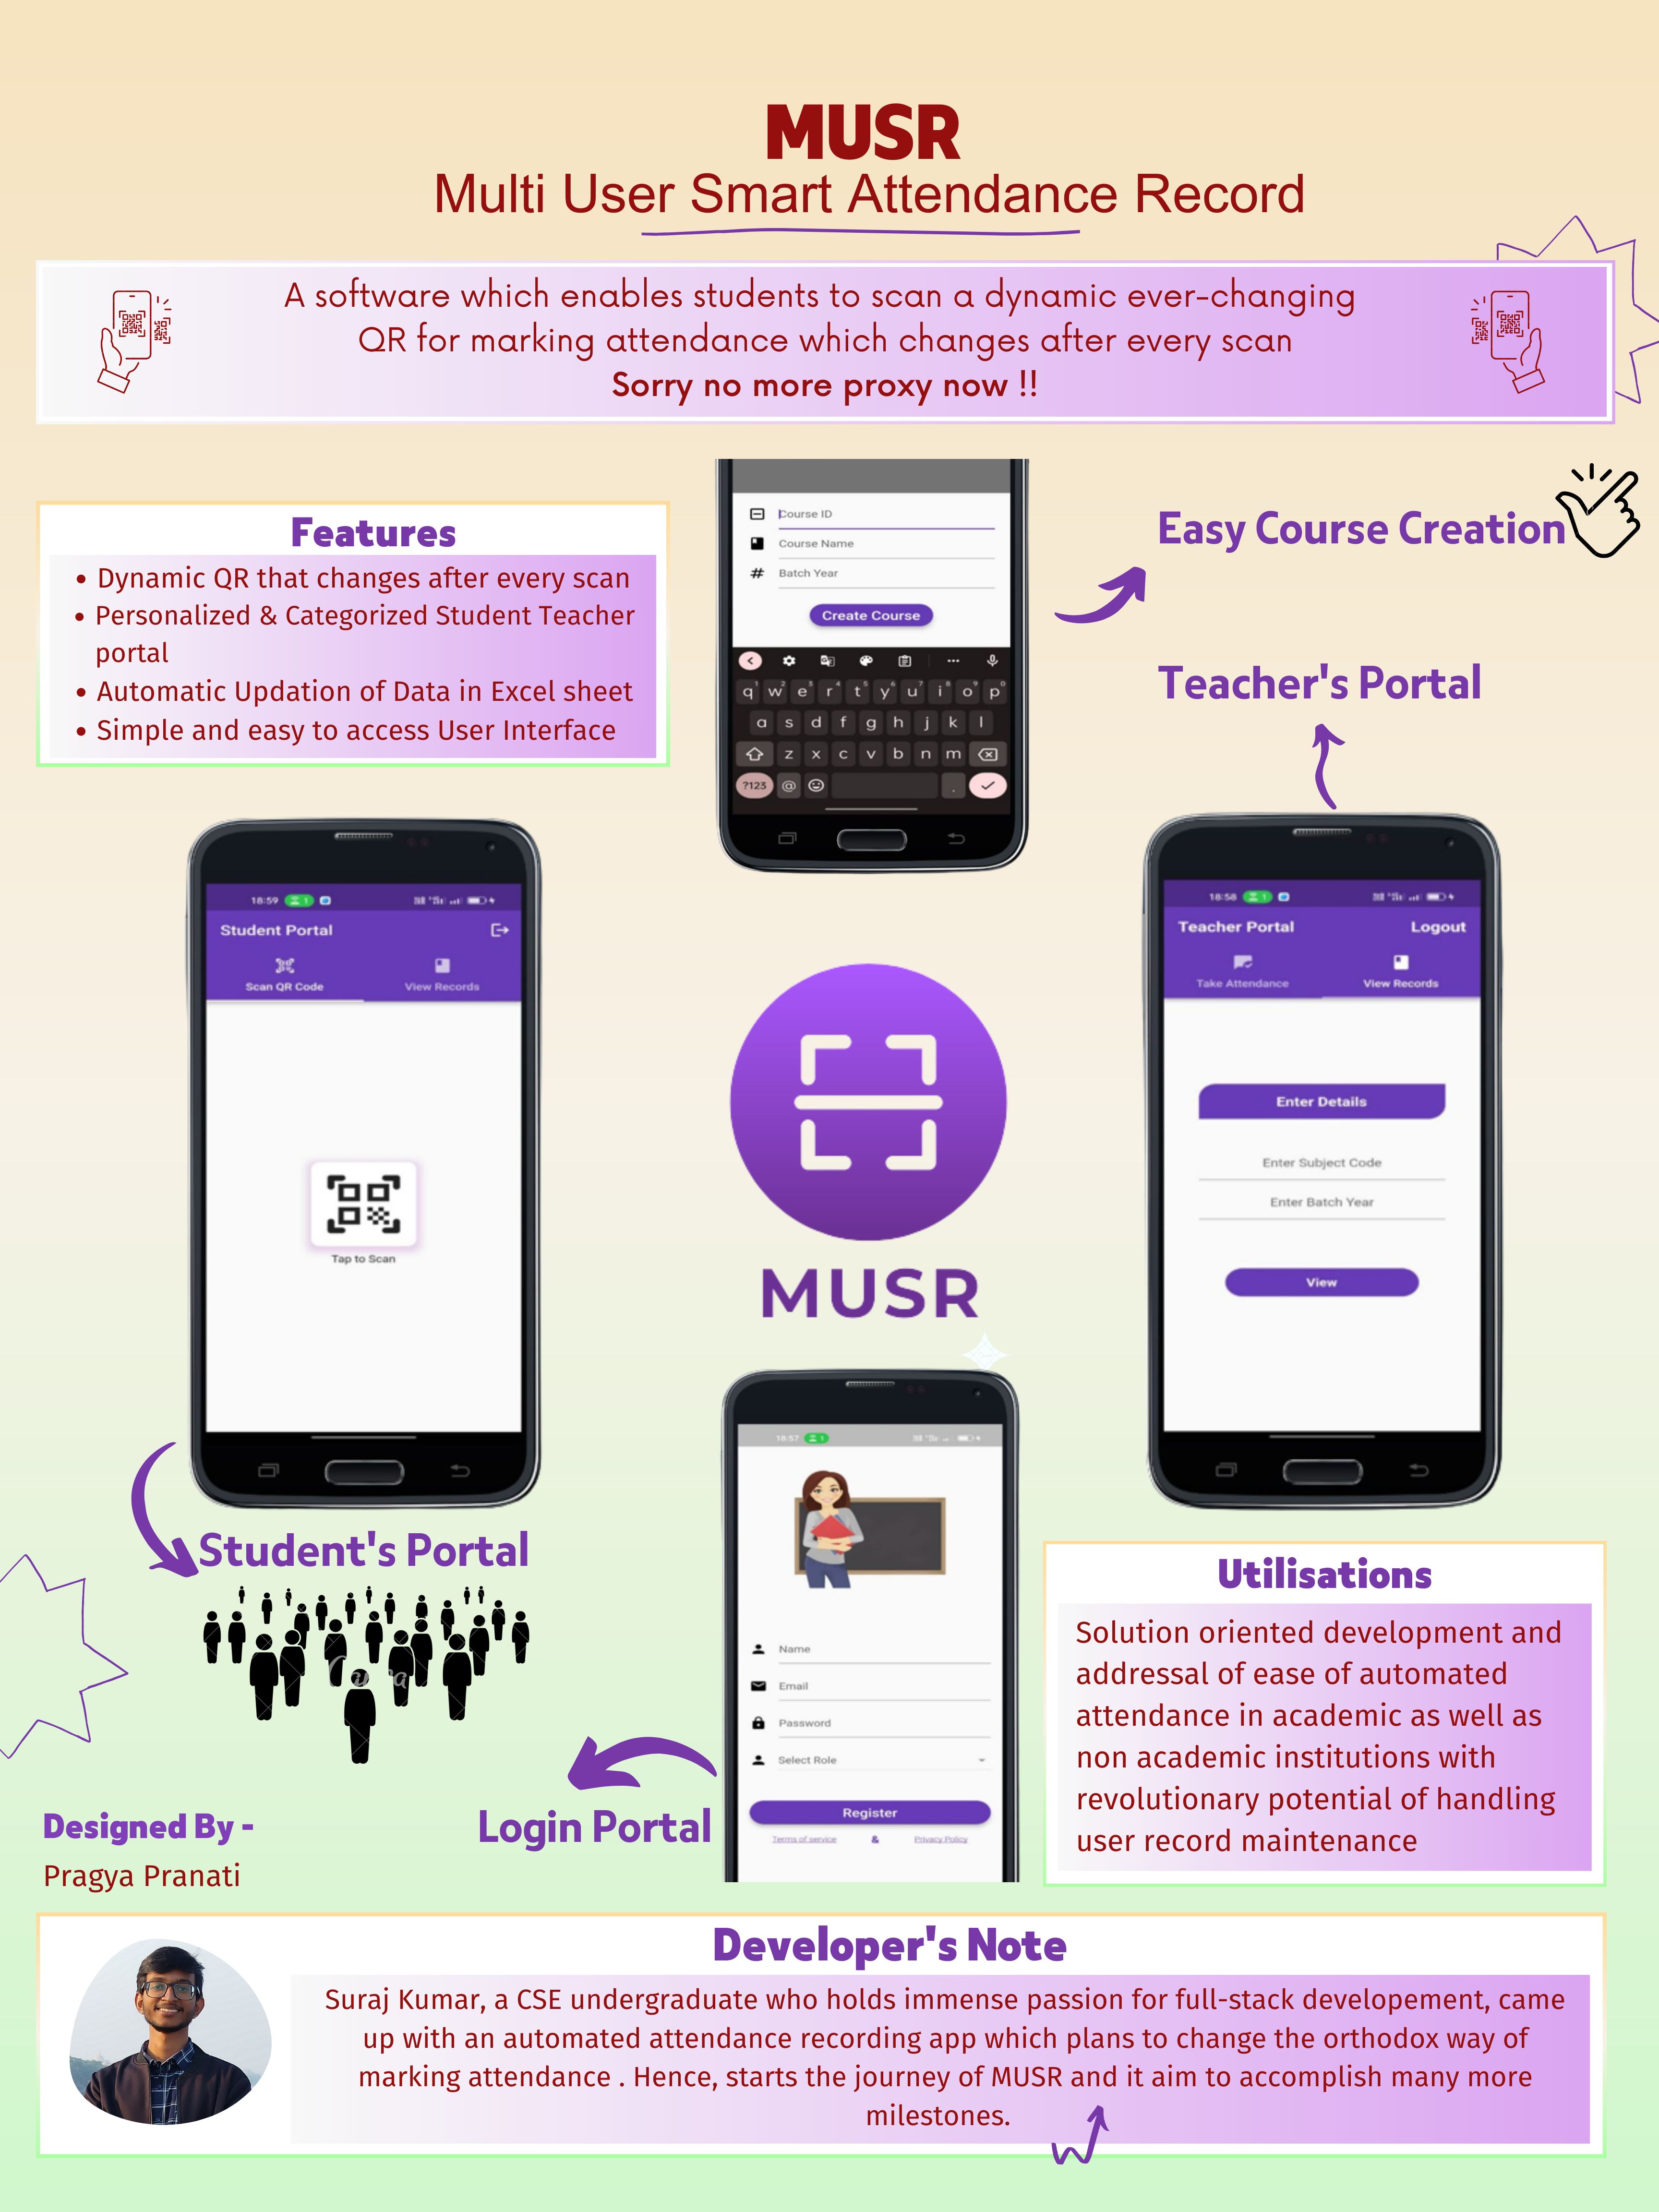 MUSR
Multi User Smart Attendance Record
A software which enables students to scan a dynamic ever-changing
QR for marking attendance which changes after every scan
Sorry no more proxy now !!
Features
• Dynamic QR that changes after every scan
• Personalized & Categorized Student Teacher
portal
• Automatic Updation of Data in Excel sheet
• Simple and easy to access User Interface
Course ID
Course Name
# Batch Year
Create Course
q1 w2 e3 r4 t5 y6 u7 i8 o9 p0
a s d f g h j k l
z x c v b n m
?123 @ .
Easy Course Creation
Teacher's Portal
18:59
Student Portal
Scan QR Code
View Records
Tap to Scan
MUSR
18:58
Teacher Portal
Logout
Take Attendance
View Records
Enter Details
Enter Subject Code
Enter Batch Year
View
Student's Portal
18:57
Name
Email
Password
Select Role
Register
Terms of service & Privacy Policy
Login Portal
Utilisations
Solution oriented development and
addressal of ease of automated
attendance in academic as well as
non academic institutions with
revolutionary potential of handling
user record maintenance
Designed By -
Pragya Pranati
Developer's Note
Suraj Kumar, a CSE undergraduate who holds immense passion for full-stack developement, came
up with an automated attendance recording app which plans to change the orthodox way of
marking attendance . Hence, starts the journey of MUSR and it aim to accomplish many more
milestones.